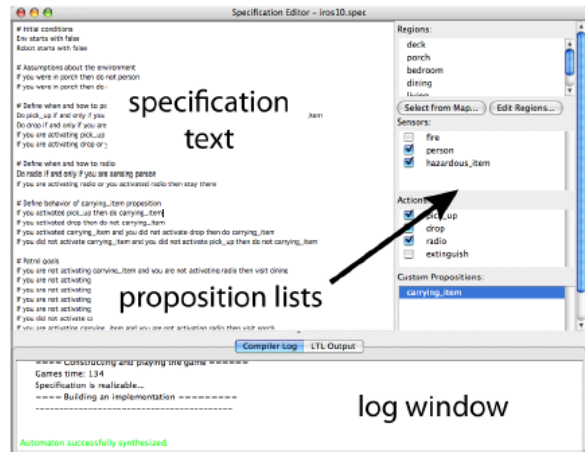 Specification Editor - iros10.spec
# Initial conditions
Env starts with false
Robot starts with false
# Assumptions about the environment
If you were in porch then do not person
If you were in porch then do
# Define when and how to pic
Do pick_up if and only if you
item
Do drop if and only if you are
If you are activating pick_up
If you are activating drop or
# Define when and how to radio
Do radio if and only if you are sensing person
If you are activating radio or you activated radio then stay there
# Define behavior of carrying_item proposition
If you activated pick_up then do carrying_item
If you activated drop then do not carrying_item
If you activated carrying_item and you did not activate drop then do carrying_item
If you did not activate carrying_item and you did not activate pick_up then do not carrying_item
# Patrol goals
If you are not activating carrying_item and you are not activating radio then visit dining
If you are not activating
If you are not activating
If you are not activating
If you are not activating
If you did not activate ca
If you are activating carrying_item and you are not activating radio then visit porch
specification
text
proposition lists
Regions:
deck
porch
bedroom
dining
living
Select from Map...
Edit Regions...
Sensors:
fire
person
hazardous_item
Actions:
pick_up
drop
radio
extinguish
Custom Propositions:
carrying_item
Compiler Log
LTL Output
==== Constructing and playing the game ======
Games time: 134
Specification is realizable...
==== Building an implementation =========
Automaton successfully synthesized.
log window